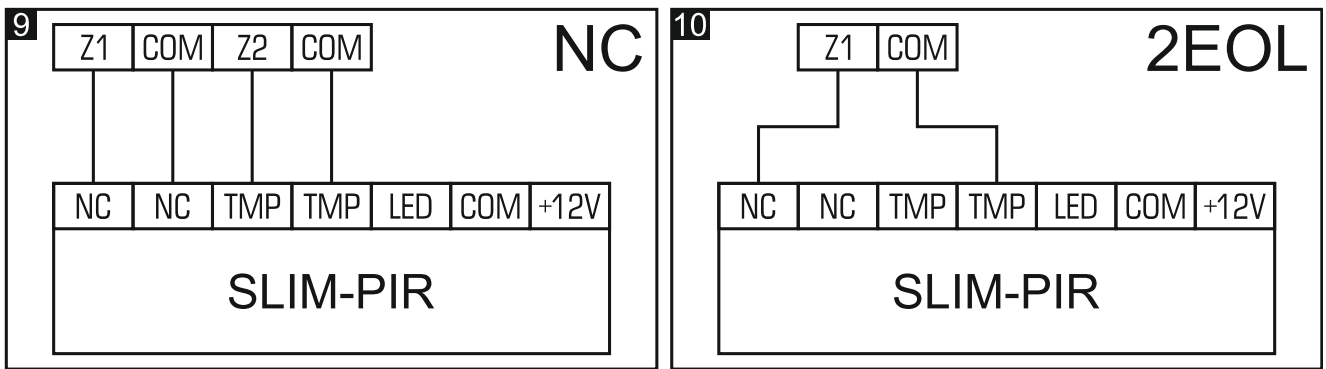 9
NC
Z1 COM Z2 COM
NC NC TMP TMP LED COM +12V
SLIM-PIR
10
2EOL
Z1 COM
NC NC TMP TMP LED COM +12V
SLIM-PIR